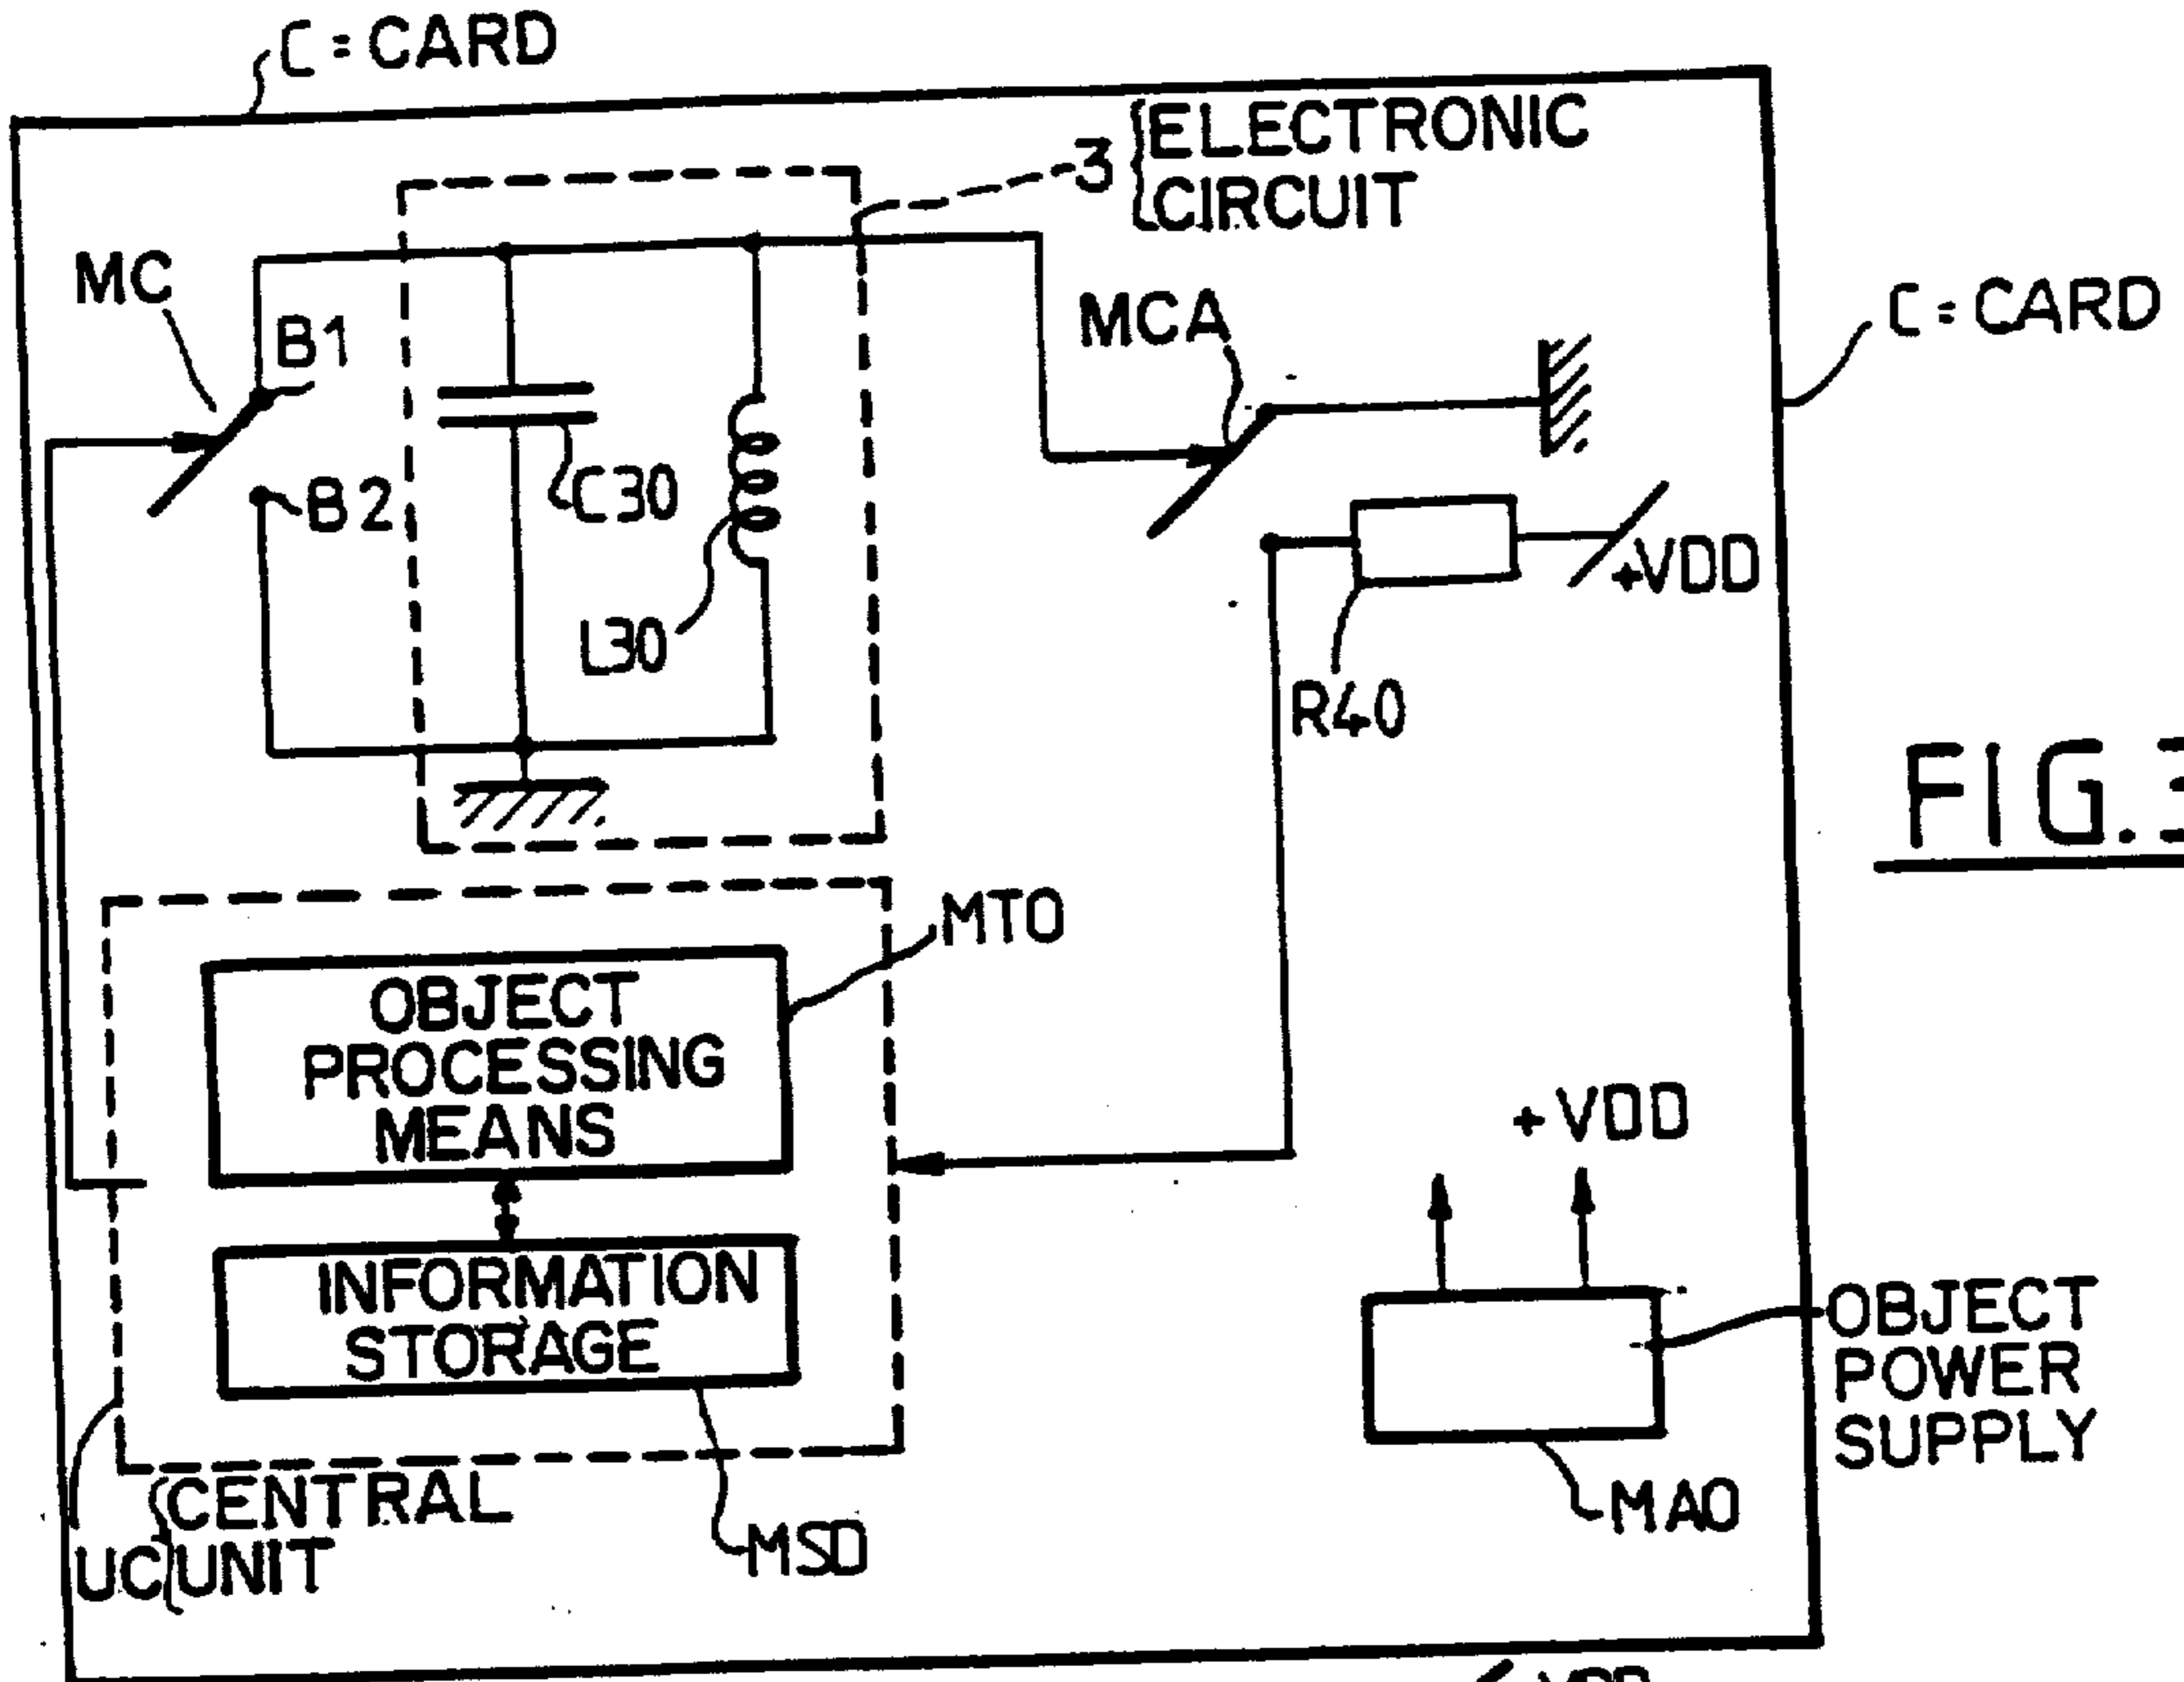 C=CARD
3 ELECTRONIC
CIRCUIT
MC
B1
MCA
C=CARD
B2
C30
+VDD
L30
R40
FIG.3
MTO
OBJECT
PROCESSING
MEANS
+VDD
INFORMATION
STORAGE
OBJECT
POWER
SUPPLY
CENTRAL
UC UNIT
MSD
MAO